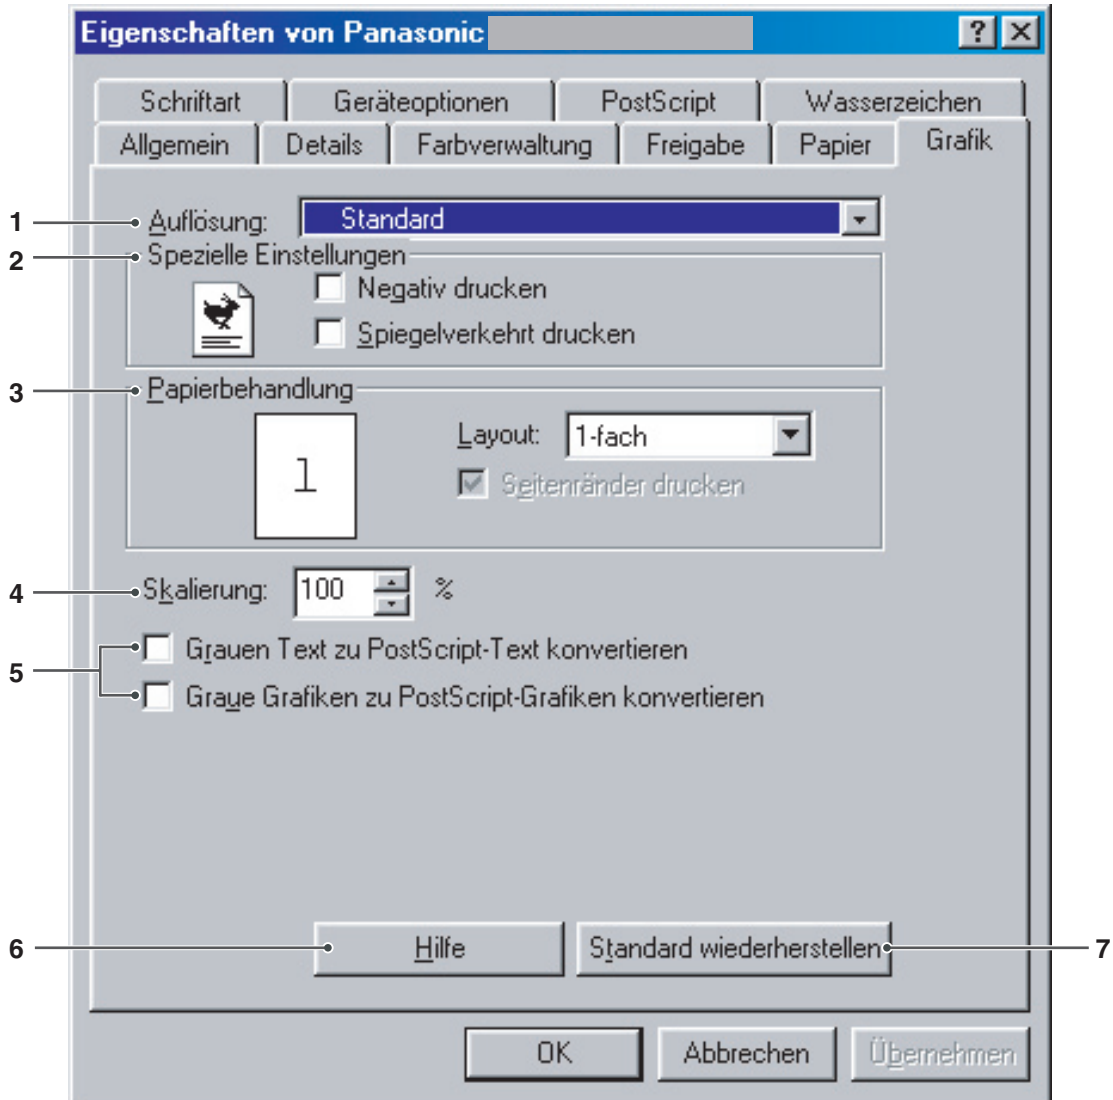 Eigenschaften von Panasonic
Schriftart Geräteoptionen PostScript Wasserzeichen
Allgemein Details Farbverwaltung Freigabe Papier Grafik
1 Auflösung: Standard
2 Spezielle Einstellungen
Negativ drucken
Spiegelverkehrt drucken
3 Papierbehandlung
1 Layout: 1-fach
Seitenränder drucken
4 Skalierung: 100 %
5 Grauen Text zu PostScript-Text konvertieren
Graue Grafiken zu PostScript-Grafiken konvertieren
6 Hilfe Standard wiederherstellen 7
OK Abbrechen Übernehmen